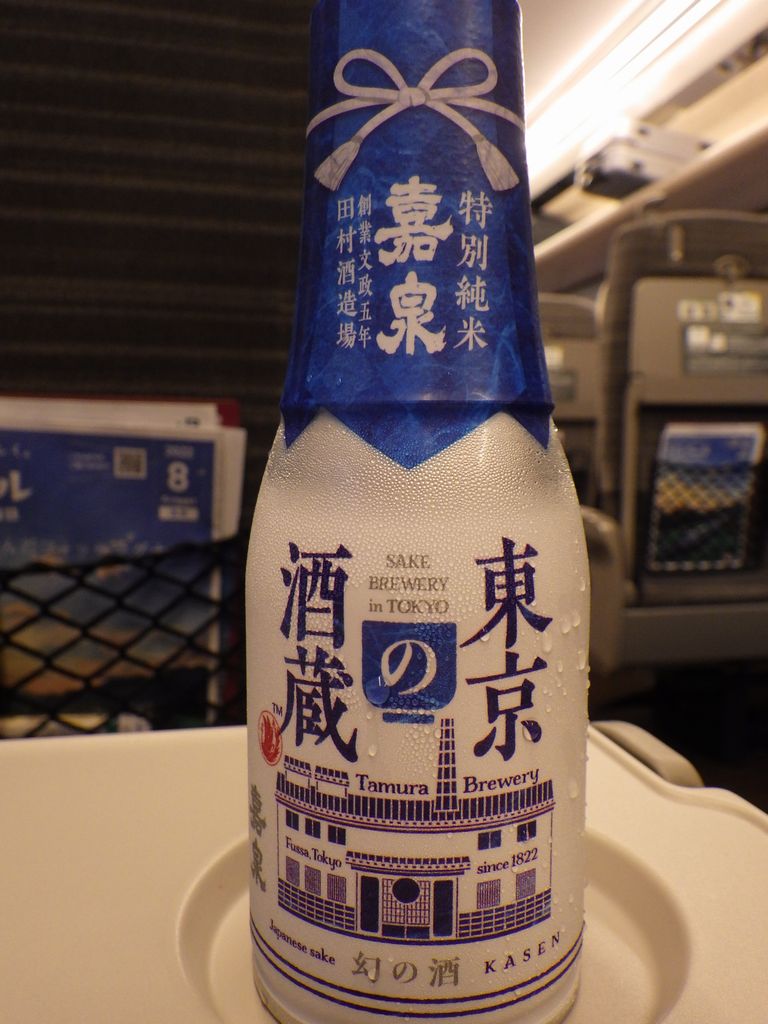 特別純米
嘉泉
創業文政五年
田村酒造場
東京
の
酒蔵
SAKE
BREWERY
in TOKYO
TM
Tamura Brewery
Fussa, Tokyo
since 1822
嘉泉
Japanese sake
幻の酒
KASEN
8